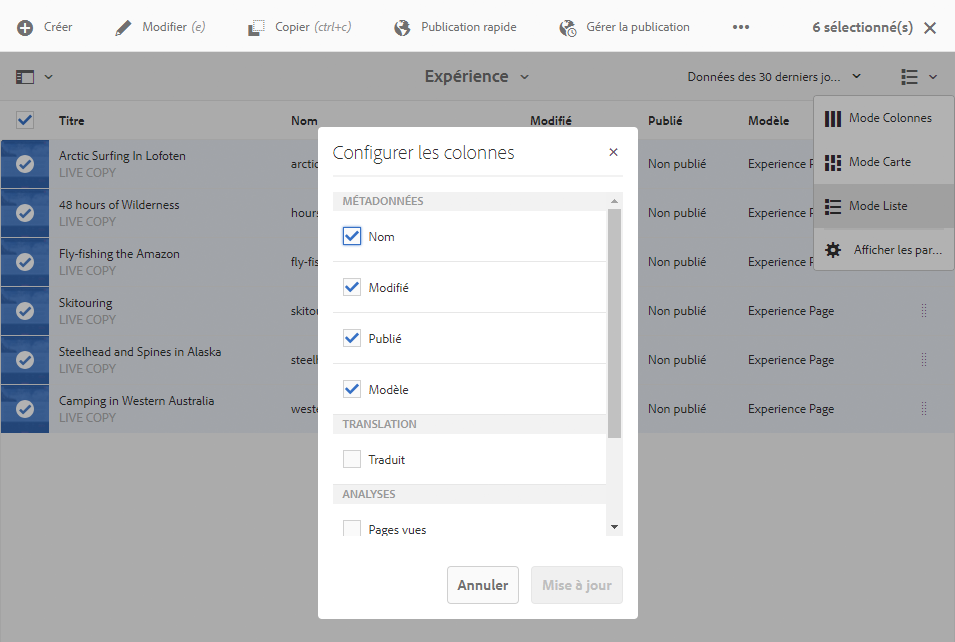 Créer
Modifier (e)
Copier (ctrl+c)
Publication rapide
Gérer la publication
6 sélectionné(s)
Expérience
Données des 30 derniers jo...
Titre
Nom
Modifié
Publié
Modèle
Mode Colonnes
Mode Carte
Mode Liste
Afficher les par...
Arctic Surfing In Lofoten
LIVE COPY
arctic
Non publié
Experience P
48 hours of Wilderness
LIVE COPY
hours
Non publié
Experience P
Fly-fishing the Amazon
LIVE COPY
fly-fis
Non publié
Experience P
Skitouring
LIVE COPY
skitou
Non publié
Experience Page
Steelhead and Spines in Alaska
LIVE COPY
steelh
Non publié
Experience Page
Camping in Western Australia
LIVE COPY
weste
Non publié
Experience Page
Configurer les colonnes
MÉTADONNÉES
Nom
Modifié
Publié
Modèle
TRANSLATION
Traduit
ANALYSES
Pages vues
Annuler
Mise à jour